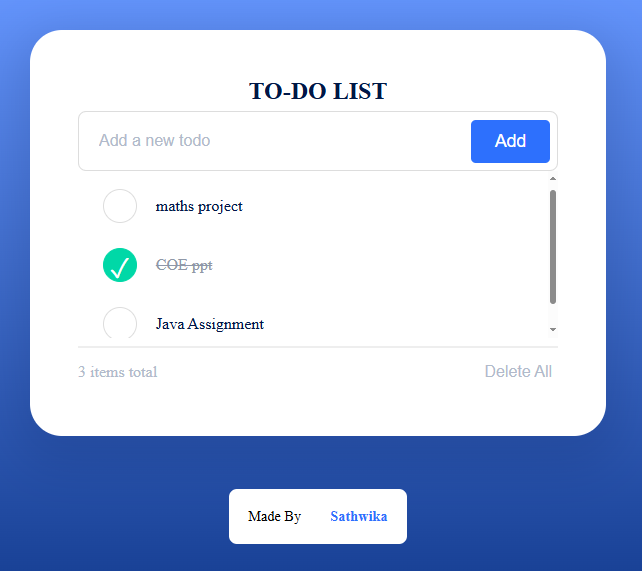 TO-DO LIST
Add a new todo Add
maths project
COE ppt
Java Assignment
3 items total Delete All
Made By Sathwika